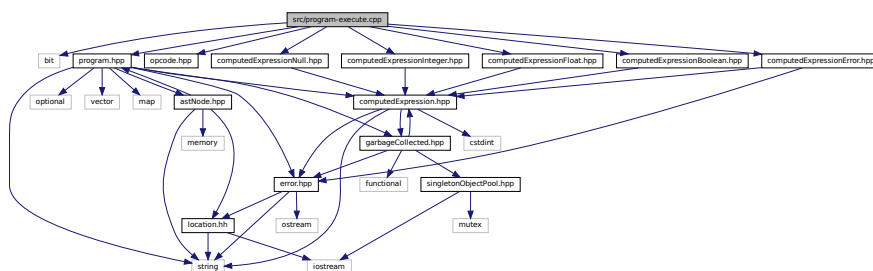 src/program-execute.cpp
bit
program.hpp
opcode.hpp
computedExpressionNull.hpp
computedExpressionInteger.hpp
computedExpressionFloat.hpp
computedExpressionBoolean.hpp
computedExpressionError.hpp
optional
vector
map
astNode.hpp
computedExpression.hpp
memory
garbageCollected.hpp
cstdint
error.hpp
functional
singletonObjectPool.hpp
location.hh
ostream
mutex
string
iostream